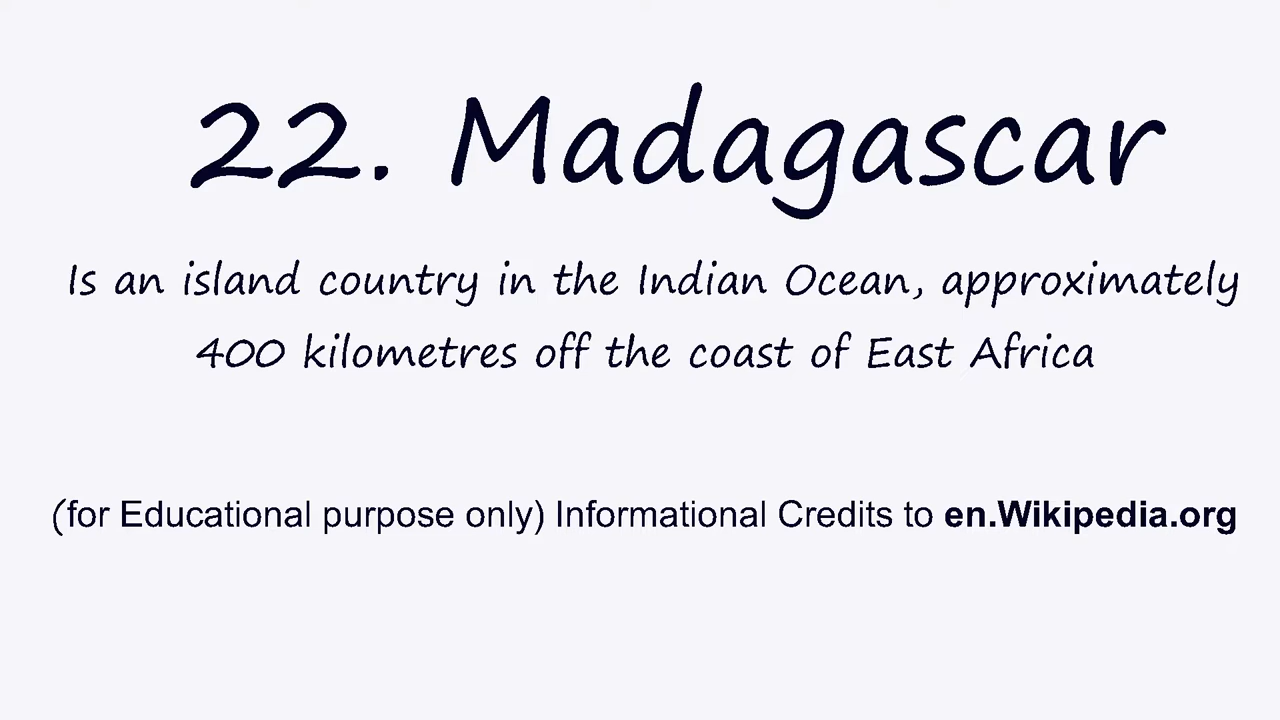 22. Madagascar
Is an island country in the Indian Ocean, approximately
400 kilometres off the coast of East Africa
(for Educational purpose only) Informational Credits to en.Wikipedia.org